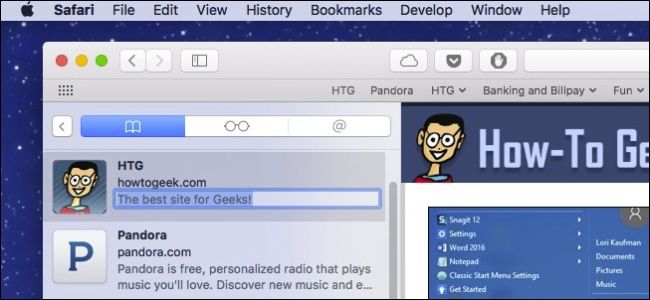 Safari File Edit View History Bookmarks Develop Window Help
HTG Pandora HTG Banking and Billpay Fun
@
HTG
howtogeek.com
The best site for Geeks!
Pandora
pandora.com
Pandora is free, personalized radio that plays
music you'll love. Discover new music and e...
P
How-To Ge
Snagit 12
Settings
Word 2016
Notepad
Classic Start Menu Settings
Lori Kaufman
Documents
Pictures
Music